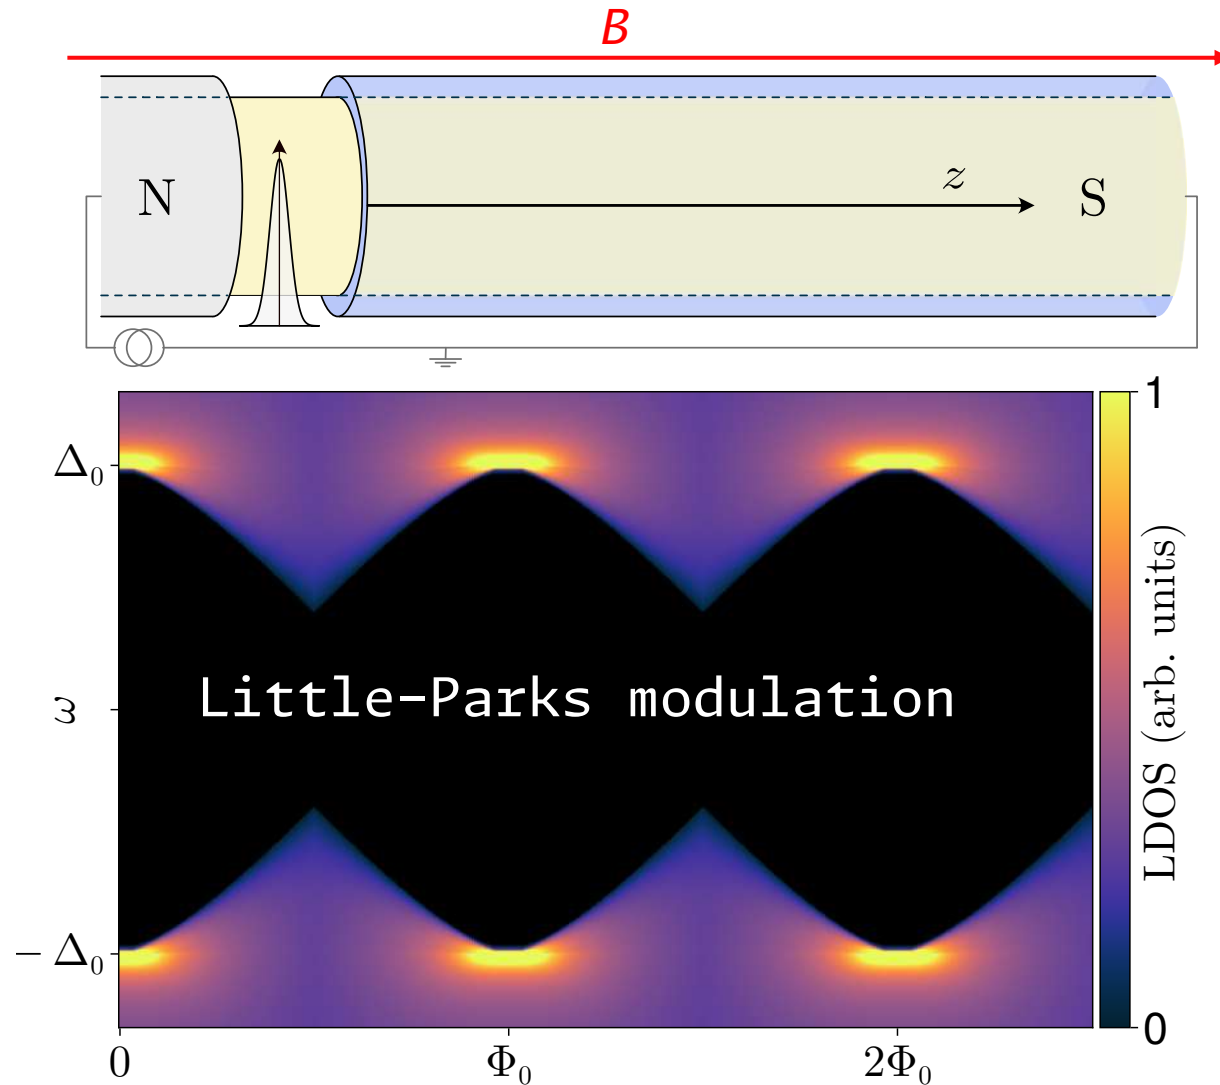 B
N
z
S
Δ₀
ω
− Δ₀
Little-Parks modulation
0
Φ₀
2Φ₀
1
0
LDOS (arb. units)